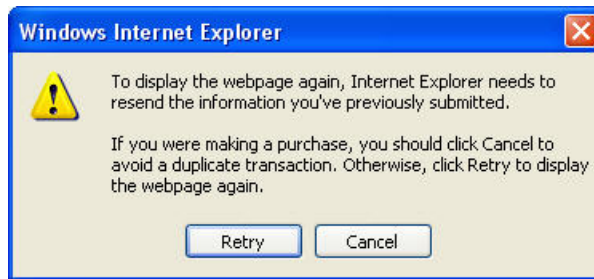 Windows Internet Explorer
To display the webpage again, Internet Explorer needs to
resend the information you've previously submitted.
If you were making a purchase, you should click Cancel to
avoid a duplicate transaction. Otherwise, click Retry to display
the webpage again.
Retry
Cancel